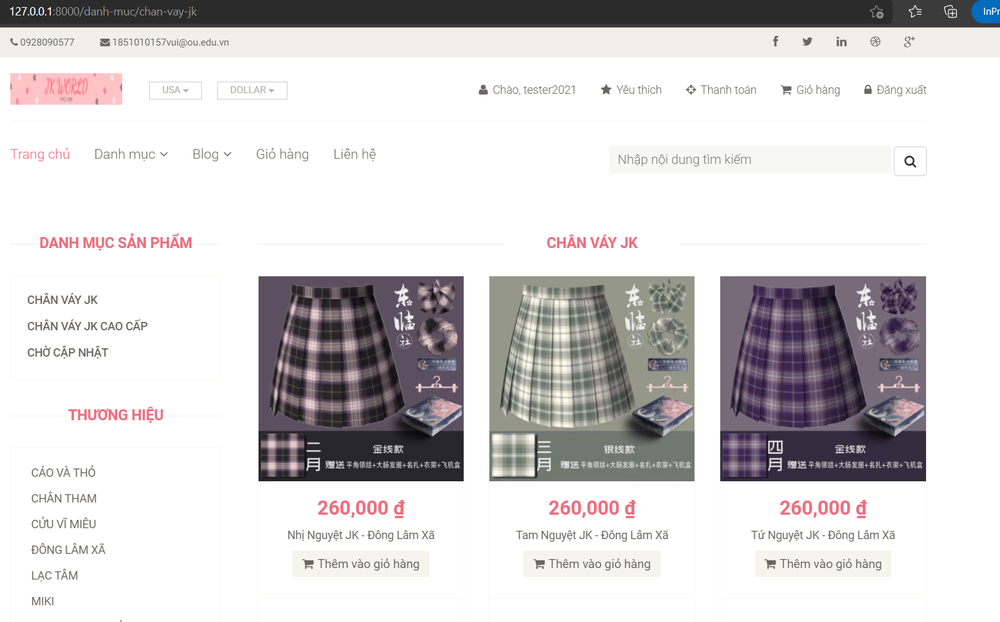 127.0.0.1:8000/danh-muc/chan-vay-jk
InPr
0928090577 1851010157vui@ou.edu.vn
JK WORLD
USA DOLLAR
Chào, tester2021 Yêu thích Thanh toán Giỏ hàng Đăng xuất
Trang chủ Danh mục Blog Giỏ hàng Liên hệ
Nhập nội dung tìm kiếm
DANH MỤC SẢN PHẨM
CHÂN VÁY JK
CHÂN VÁY JK CAO CẤP
CHỜ CẬP NHẬT
THƯƠNG HIỆU
CÁO VÀ THỎ
CHÂN THAM
CỬU VĨ MIÊU
ĐÔNG LÂM XÃ
LẠC TÂM
MIKI
CHÂN VÁY JK
东临社
二月
金线款
赠送 平角领结+大肠发圈+名扎+衣架+飞机盒
260,000 ₫
Nhị Nguyệt JK - Đông Lâm Xã
Thêm vào giỏ hàng
东临社
三月
银线款
赠送 平角领结+大肠发圈+名扎+衣架+飞机盒
260,000 ₫
Tam Nguyệt JK - Đông Lâm Xã
Thêm vào giỏ hàng
东临社
四月
金线款
赠送 平角领结+大肠发圈+名扎+衣架+飞机盒
260,000 ₫
Tứ Nguyệt JK - Đông Lâm Xã
Thêm vào giỏ hàng